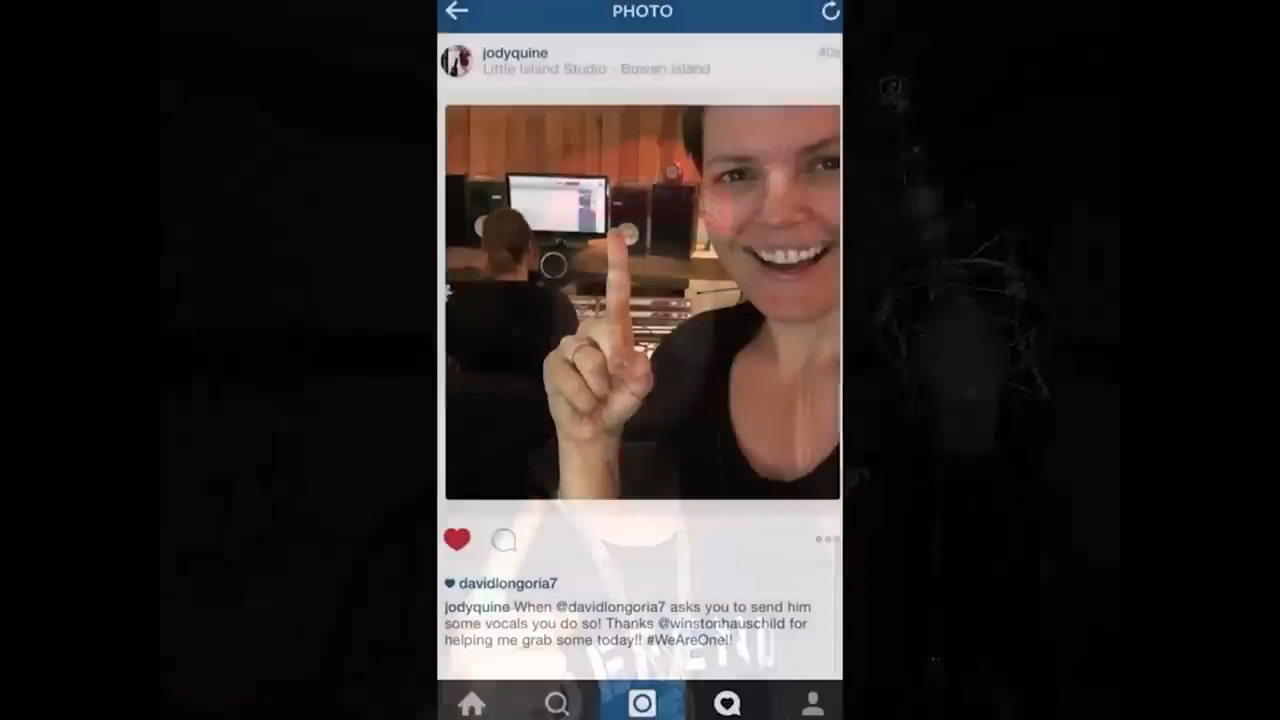 PHOTO
jodyquine
Little Island Studio - Bowen Island
davidlongoria7
jodyquine When @davidlongoria7 asks you to send him
some vocals you do so! Thanks @winstonhauschild for
helping me grab some today!! #WeAreOne!!